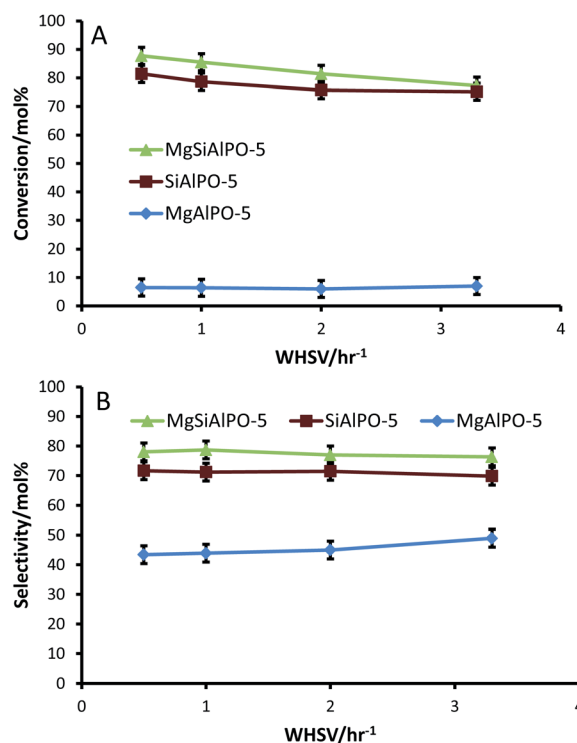 A
100
90
80
70
60
50
40
30
20
10
0
Conversion/mol%
MgSiAlPO-5
SiAlPO-5
MgAlPO-5
0 1 2 3 4
WHSV/hr⁻¹
B
100
90
80
70
60
50
40
30
20
10
0
Selectivity/mol%
MgSiAlPO-5 SiAlPO-5 MgAlPO-5
0 1 2 3 4
WHSV/hr⁻¹